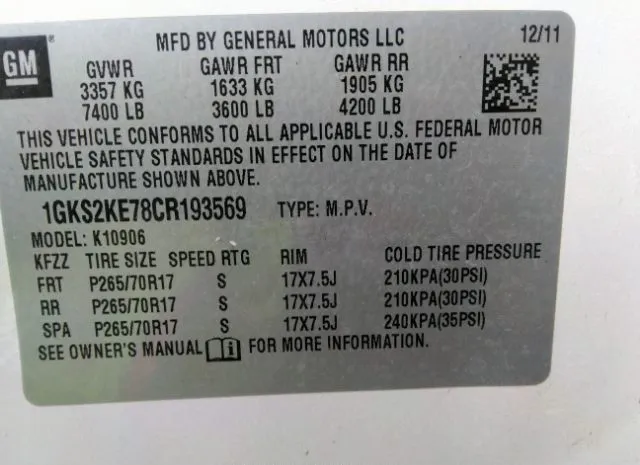 GM ® MFD BY GENERAL MOTORS LLC 12/11
GVWR GAWR FRT GAWR RR
3357 KG 1633 KG 1905 KG
7400 LB 3600 LB 4200 LB
THIS VEHICLE CONFORMS TO ALL APPLICABLE U.S. FEDERAL MOTOR
VEHICLE SAFETY STANDARDS IN EFFECT ON THE DATE OF
MANUFACTURE SHOWN ABOVE.
1GKS2KE78CR193569 TYPE: M.P.V.
MODEL: K10906
KFZZ TIRE SIZE SPEED RTG RIM COLD TIRE PRESSURE
FRT P265/70R17 S 17X7.5J 210KPA(30PSI)
RR P265/70R17 S 17X7.5J 210KPA(30PSI)
SPA P265/70R17 S 17X7.5J 240KPA(35PSI)
SEE OWNER'S MANUAL i FOR MORE INFORMATION.